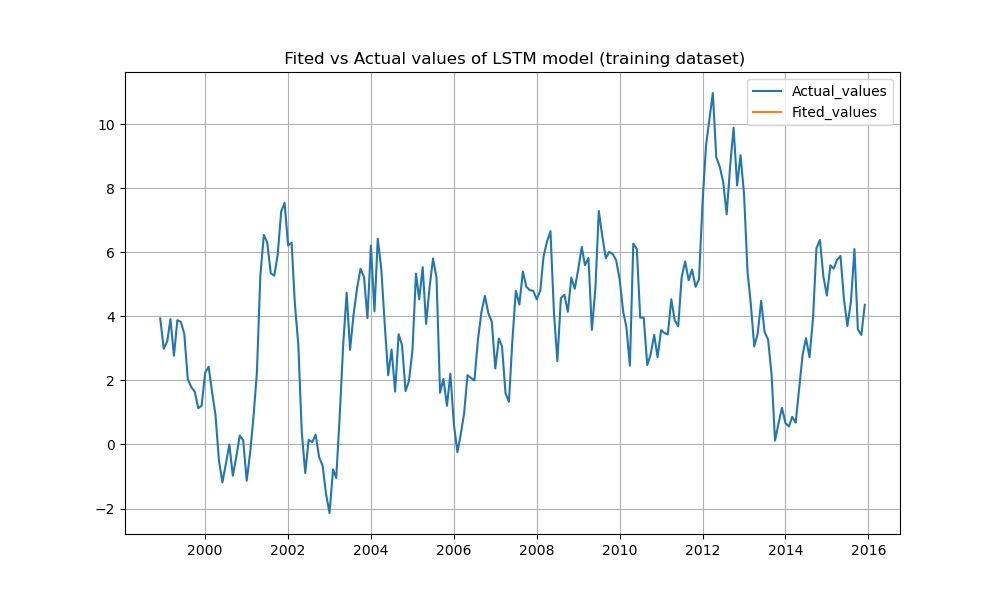 Fited vs Actual values of LSTM model (training dataset)
Actual_values
Fited_values
10
8
6
4
2
0
−2
2000 2002 2004 2006 2008 2010 2012 2014 2016